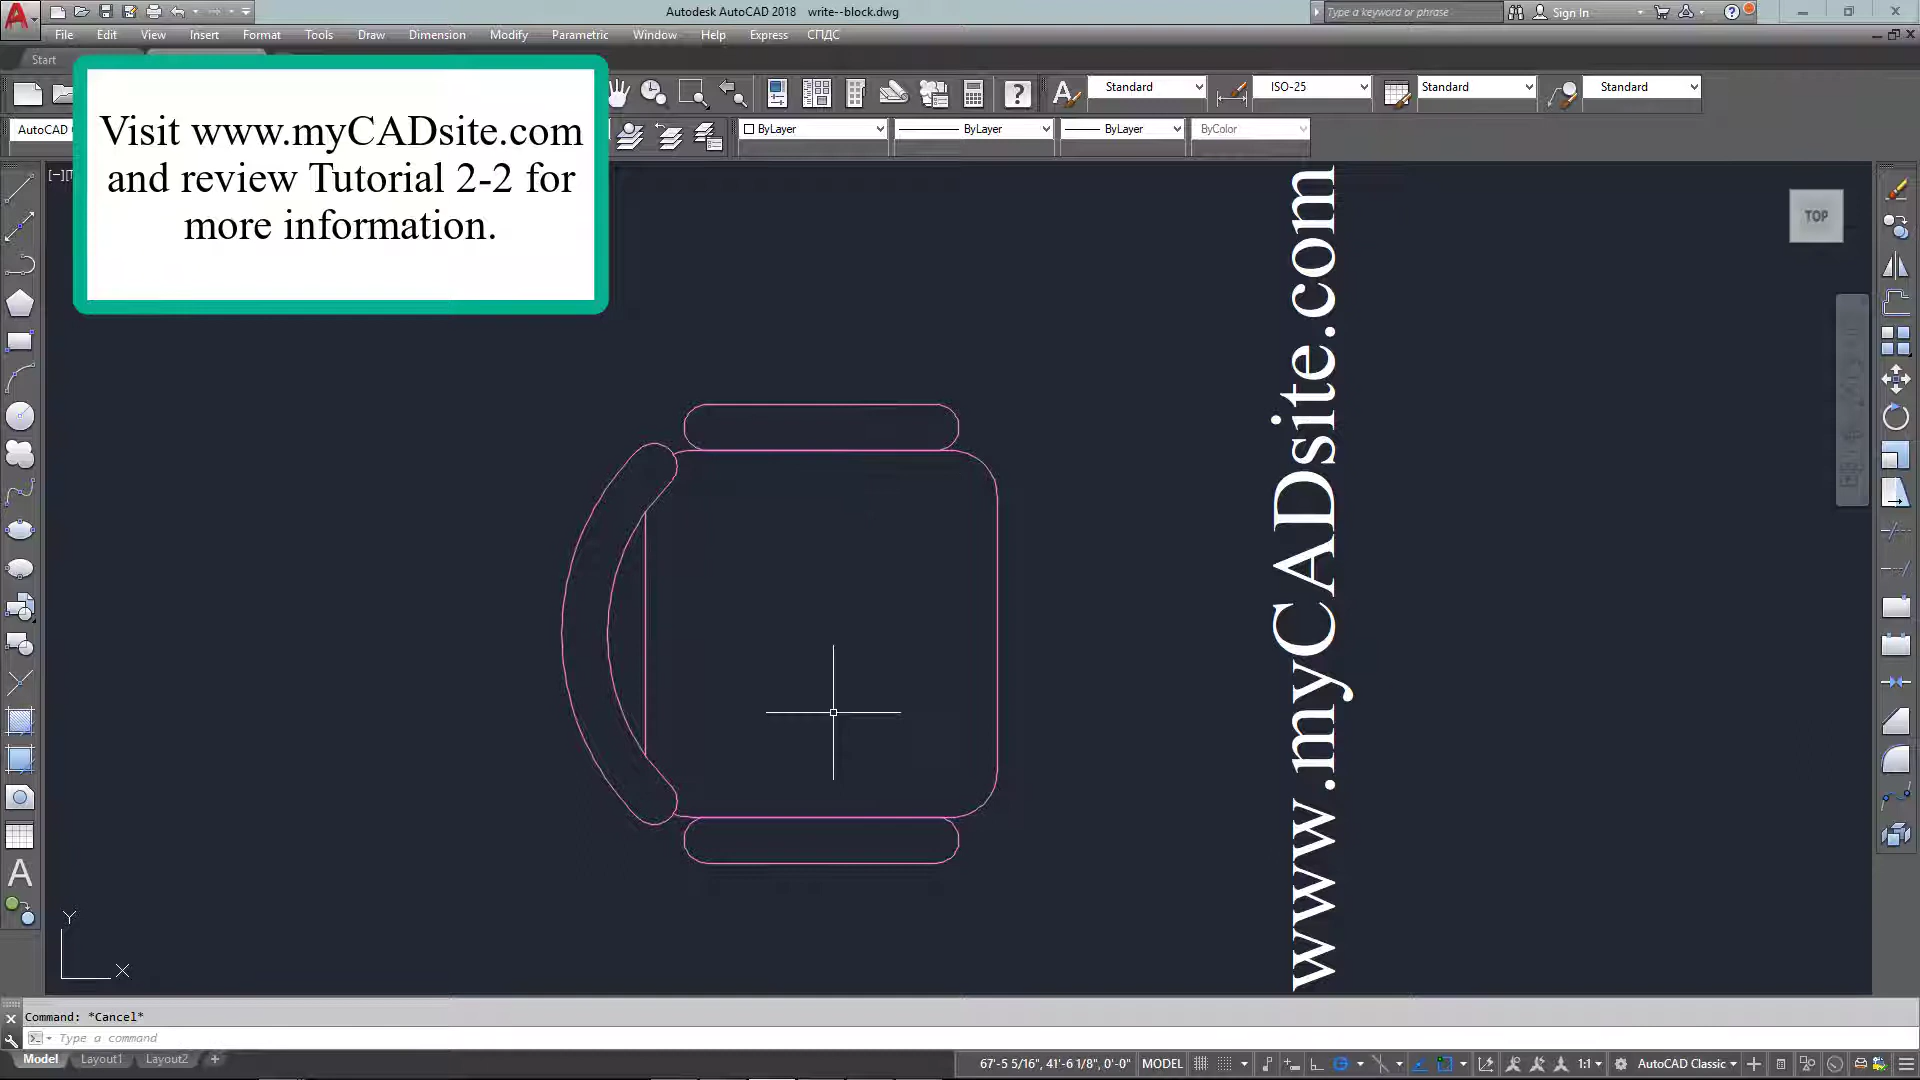 Autodesk AutoCAD 2018 write--block.dwg
Type a keyword or phrase
Sign In
File Edit View Insert Format Tools Draw Dimension Modify Parametric Window Help Express СПДС
Start
Standard ISO-25 Standard Standard
AutoCAD
ByLayer ByLayer ByLayer ByColor
Visit www.myCADsite.com
and review Tutorial 2-2 for
more information.
TOP
www.myCADsite.com
Y
X
Command: *Cancel*
Type a command
Model Layout1 Layout2
67'-5 5/16", 41'-6 1/8", 0'-0" MODEL 1:1 AutoCAD Classic